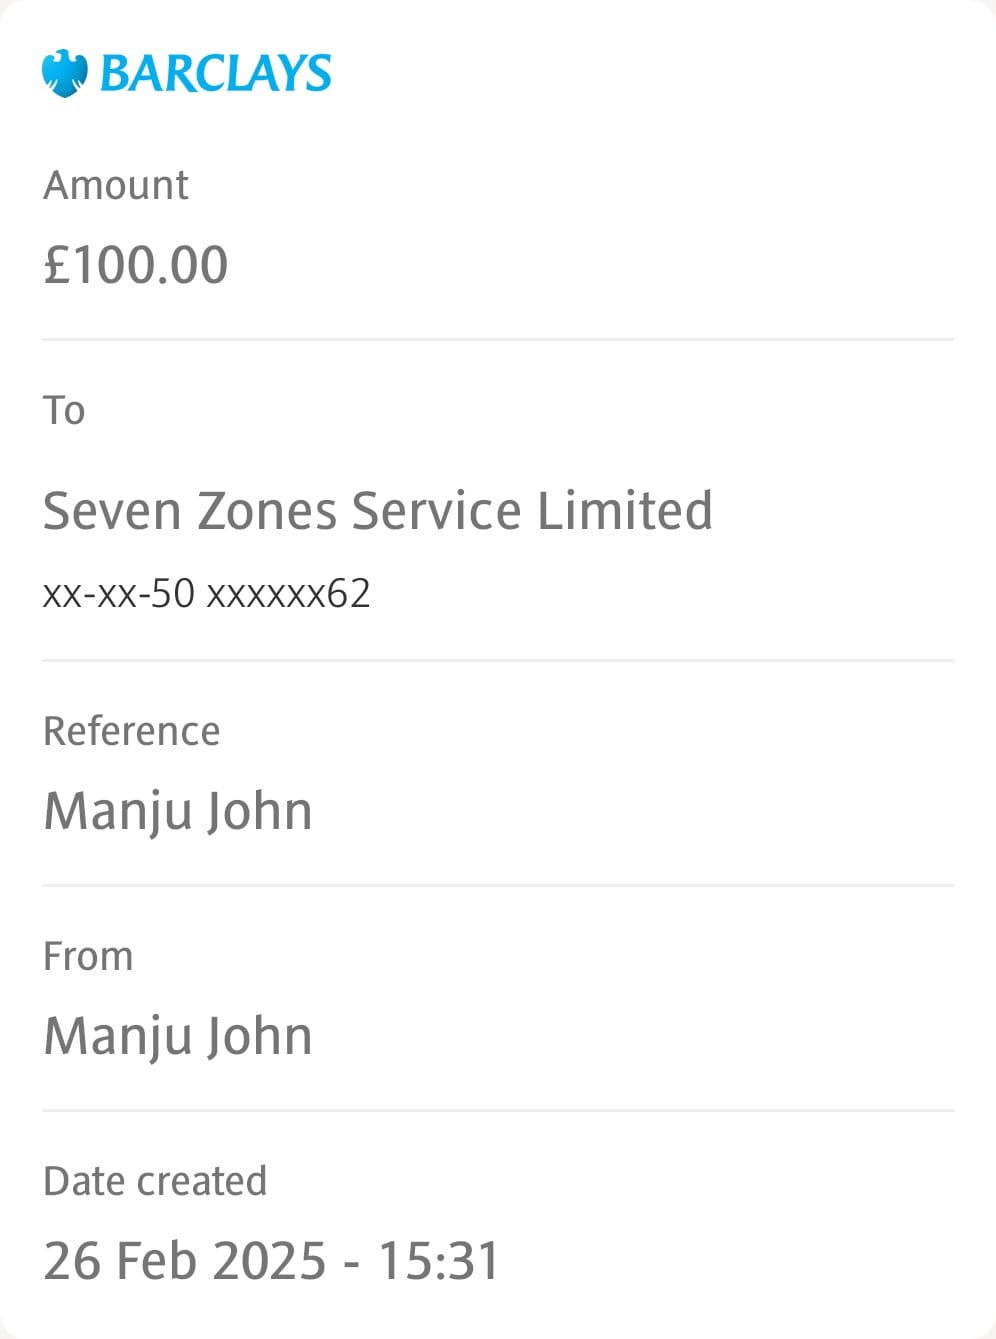 BARCLAYS
Amount
£100.00
To
Seven Zones Service Limited
xx-xx-50 xxxxxx62
Reference
Manju John
From
Manju John
Date created
26 Feb 2025 - 15:31